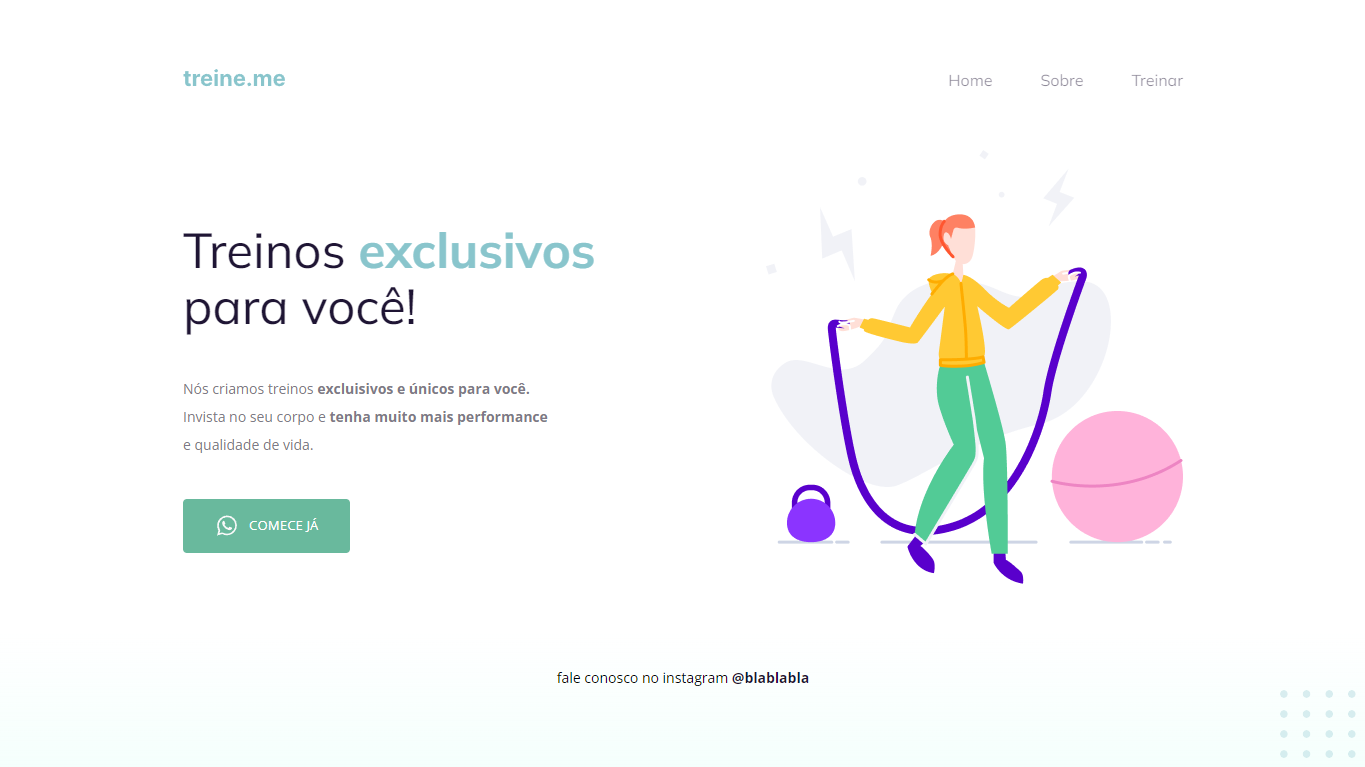 treine.me
Home Sobre Treinar
Treinos exclusivos
para você!
Nós criamos treinos excluisivos e únicos para você.
Invista no seu corpo e tenha muito mais performance
e qualidade de vida.
COMECE JÁ
fale conosco no instagram @blablabla